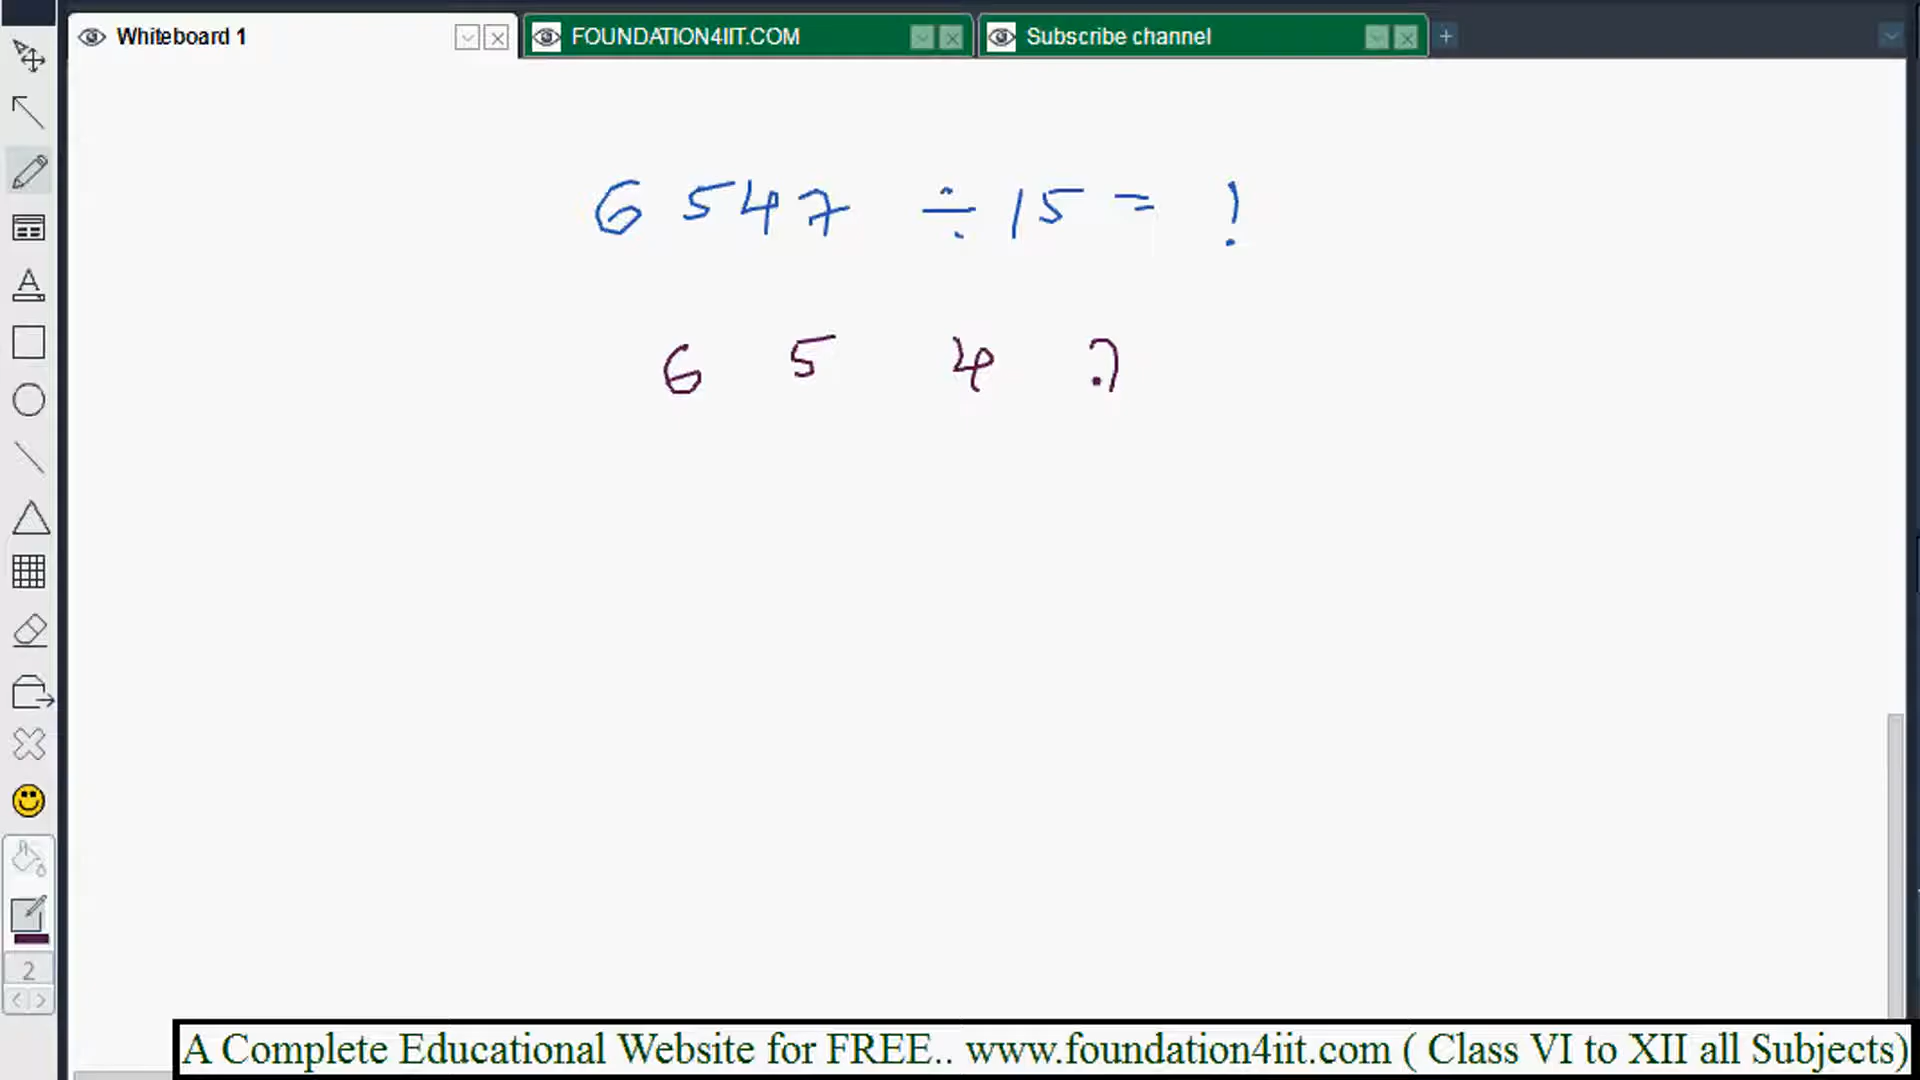 Whiteboard 1 FOUNDATION4IIT.COM Subscribe channel
6547 ÷ 15 = !
6 5 4 7
2
A Complete Educational Website for FREE.. www.foundation4iit.com ( Class VI to XII all Subjects)